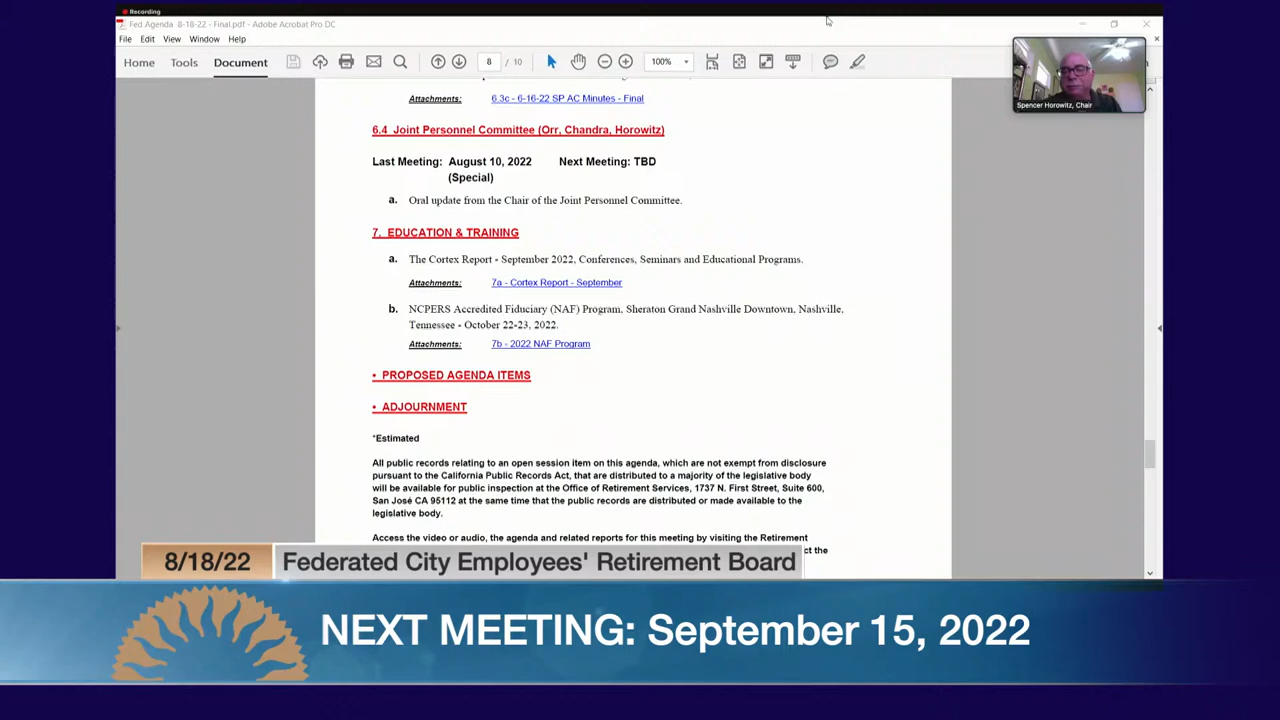 Recording
Fed Agenda 8-18-22 - Final.pdf - Adobe Acrobat Pro DC
File Edit View Window Help
Home Tools Document 8 / 10 100%
Attachments: 6.3c - 6-16-22 SP AC Minutes - Final
Spencer Horowitz, Chair
6.4 Joint Personnel Committee (Orr, Chandra, Horowitz)
Last Meeting: August 10, 2022 Next Meeting: TBD
(Special)
a. Oral update from the Chair of the Joint Personnel Committee.
7. EDUCATION & TRAINING
a. The Cortex Report - September 2022, Conferences, Seminars and Educational Programs.
Attachments: 7a - Cortex Report - September
b. NCPERS Accredited Fiduciary (NAF) Program, Sheraton Grand Nashville Downtown, Nashville,
Tennessee - October 22-23, 2022.
Attachments: 7b - 2022 NAF Program
• PROPOSED AGENDA ITEMS
• ADJOURNMENT
*Estimated
All public records relating to an open session item on this agenda, which are not exempt from disclosure
pursuant to the California Public Records Act, that are distributed to a majority of the legislative body
will be available for public inspection at the Office of Retirement Services, 1737 N. First Street, Suite 600,
San José CA 95112 at the same time that the public records are distributed or made available to the
legislative body.
Access the video or audio, the agenda and related reports for this meeting by visiting the Retirement
the
8/18/22 Federated City Employees' Retirement Board
NEXT MEETING: September 15, 2022